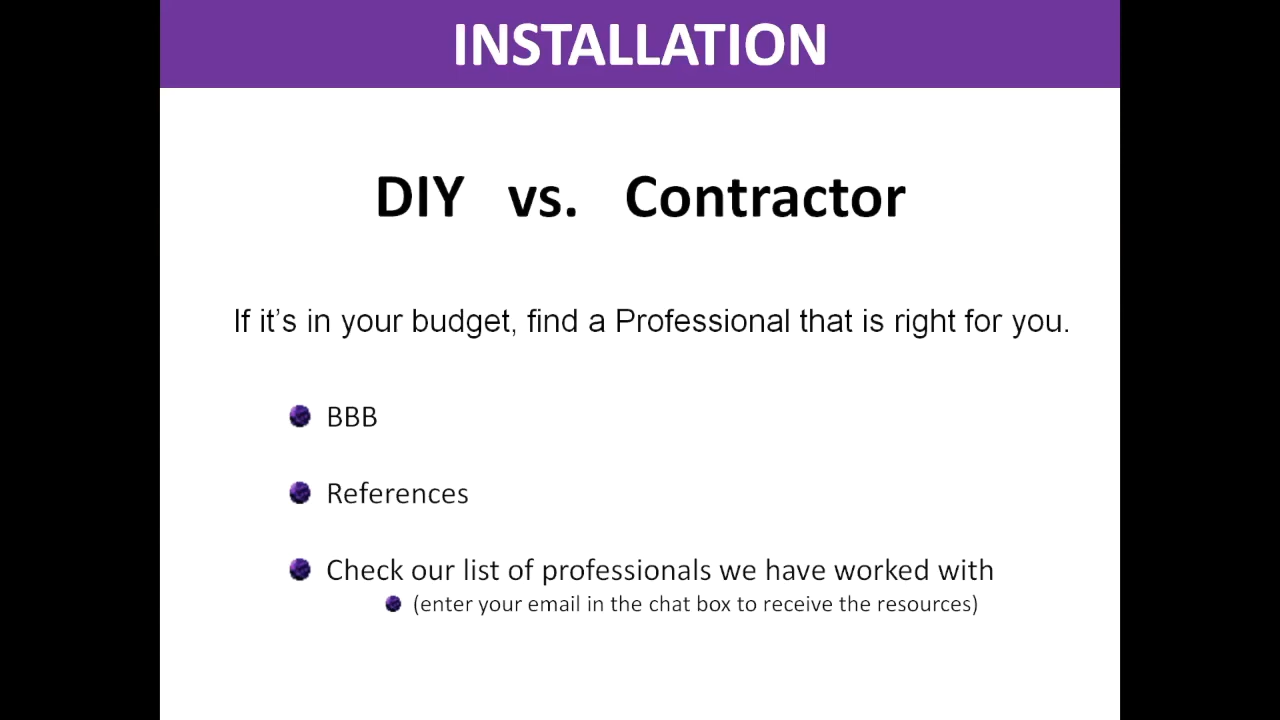 INSTALLATION
DIY vs. Contractor
If it's in your budget, find a Professional that is right for you.
BBB
References
Check our list of professionals we have worked with
(enter your email in the chat box to receive the resources)